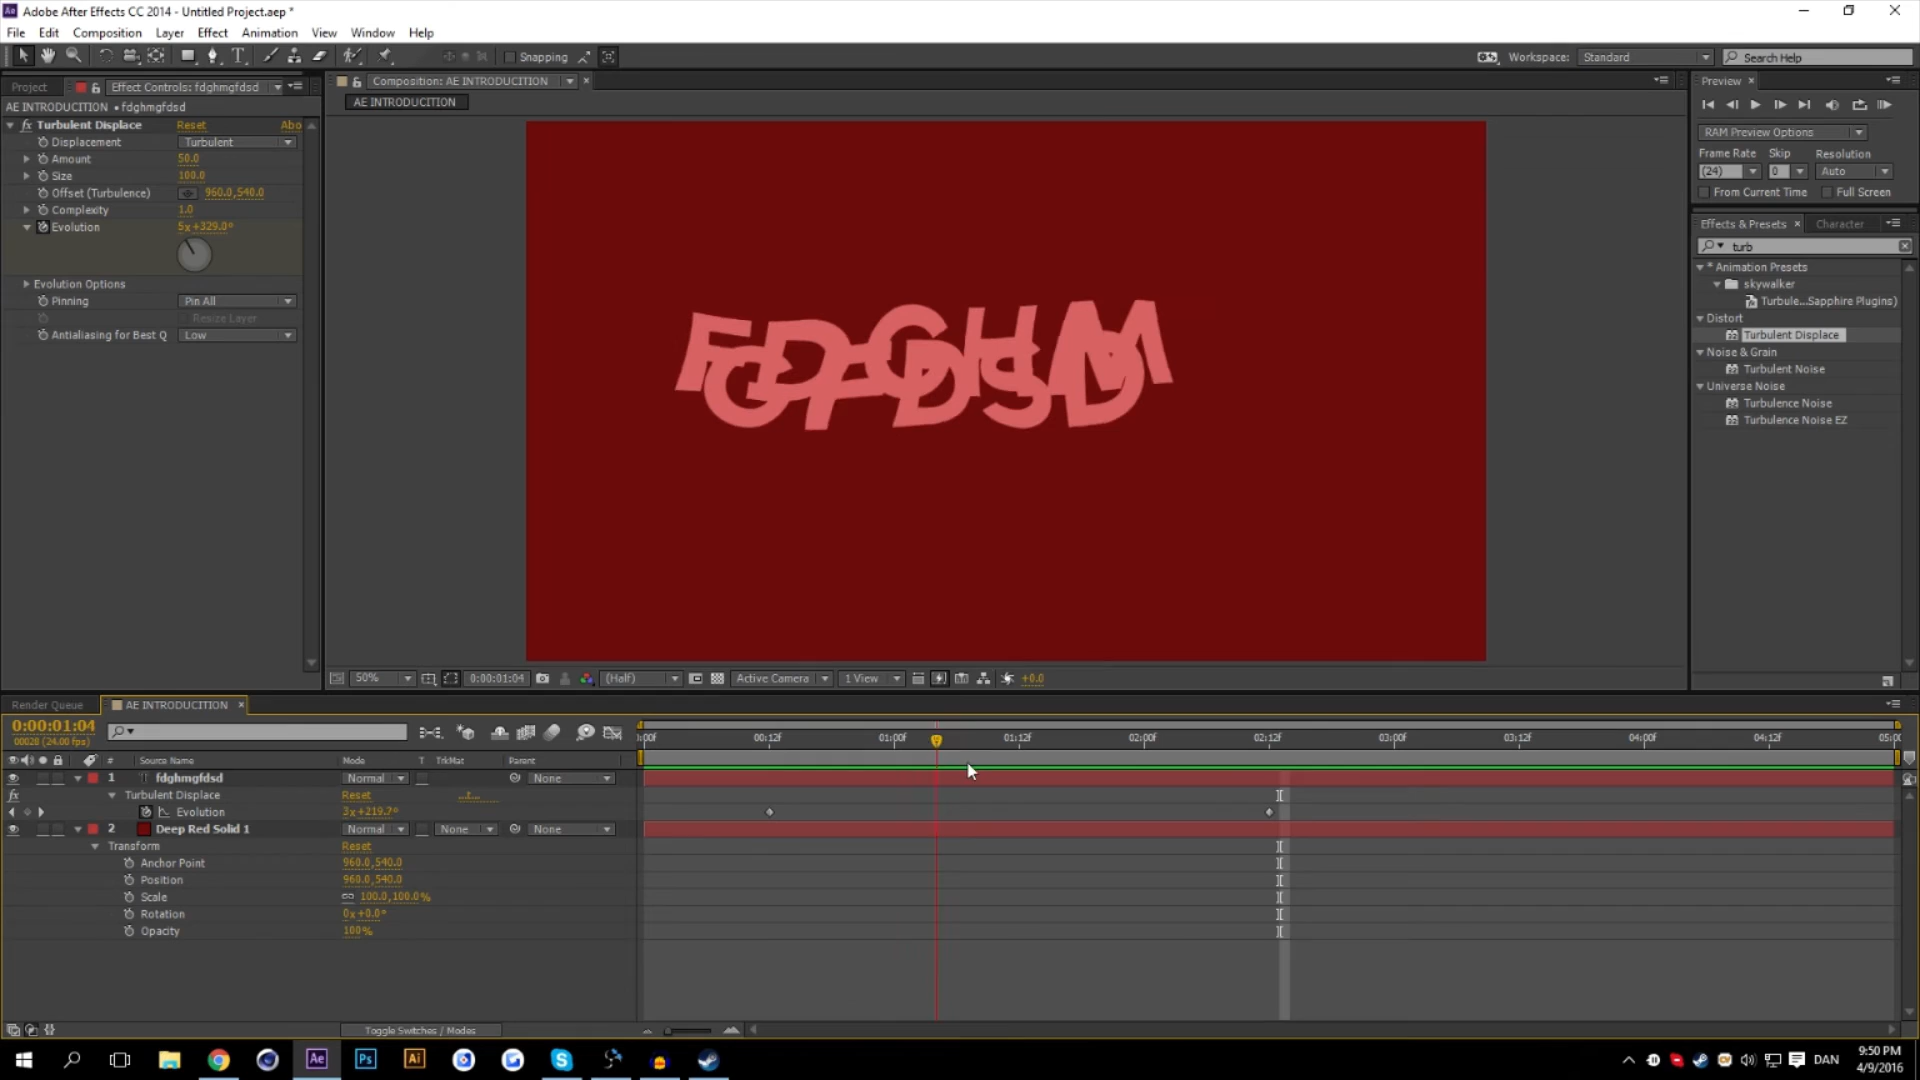 Adobe After Effects CC 2014 - Untitled Project.aep *
File Edit Composition Layer Effect Animation View Window Help
Snapping
Workspace: Standard
Search Help
Project
Effect Controls: fdghmgfdsd
AE INTRODUCITION • fdghmgfdsd
fx Turbulent Displace Reset Abo
Displacement Turbulent
Amount 50.0
Size 100.0
Offset (Turbulence) 960.0,540.0
Complexity 1.0
Evolution 5x+329.0°
Evolution Options
Pinning Pin All
Resize Layer
Antialiasing for Best Q Low
Composition: AE INTRODUCITION
AE INTRODUCITION
FDGHM
GFDSD
50% 0:00:01:04 (Half) Active Camera 1 View +0.0
Preview
RAM Preview Options
Frame Rate Skip Resolution
(24) 0 Auto
From Current Time Full Screen
Effects & Presets Character
turb
* Animation Presets
skywalker
Turbule...Sapphire Plugins)
Distort
Turbulent Displace
Noise & Grain
Turbulent Noise
Universe Noise
Turbulence Noise
Turbulence Noise EZ
Render Queue AE INTRODUCITION
0:00:01:04
00028 (24.00 fps)
:00f 00:12f 01:00f 01:12f 02:00f 02:12f 03:00f 03:12f 04:00f 04:12f 05:00
# Source Name Mode T TrkMat Parent
1 T fdghmgfdsd Normal None
fx Turbulent Displace Reset ...t...
Evolution 3x+219.7°
2 Deep Red Solid 1 Normal None None
Transform Reset
Anchor Point 960.0,540.0
Position 960.0,540.0
Scale 100.0,100.0%
Rotation 0x+0.0°
Opacity 100%
Toggle Switches / Modes
Ae Ps Ai
DAN
9:50 PM
4/9/2016